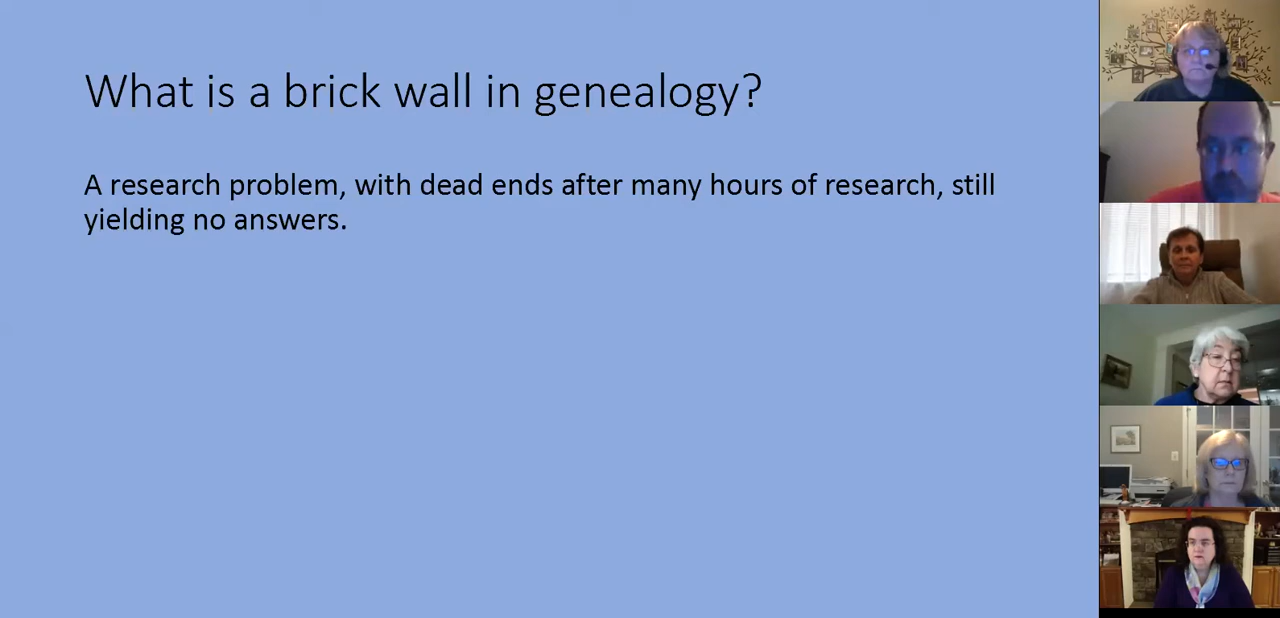 What is a brick wall in genealogy?
A research problem, with dead ends after many hours of research, still
yielding no answers.